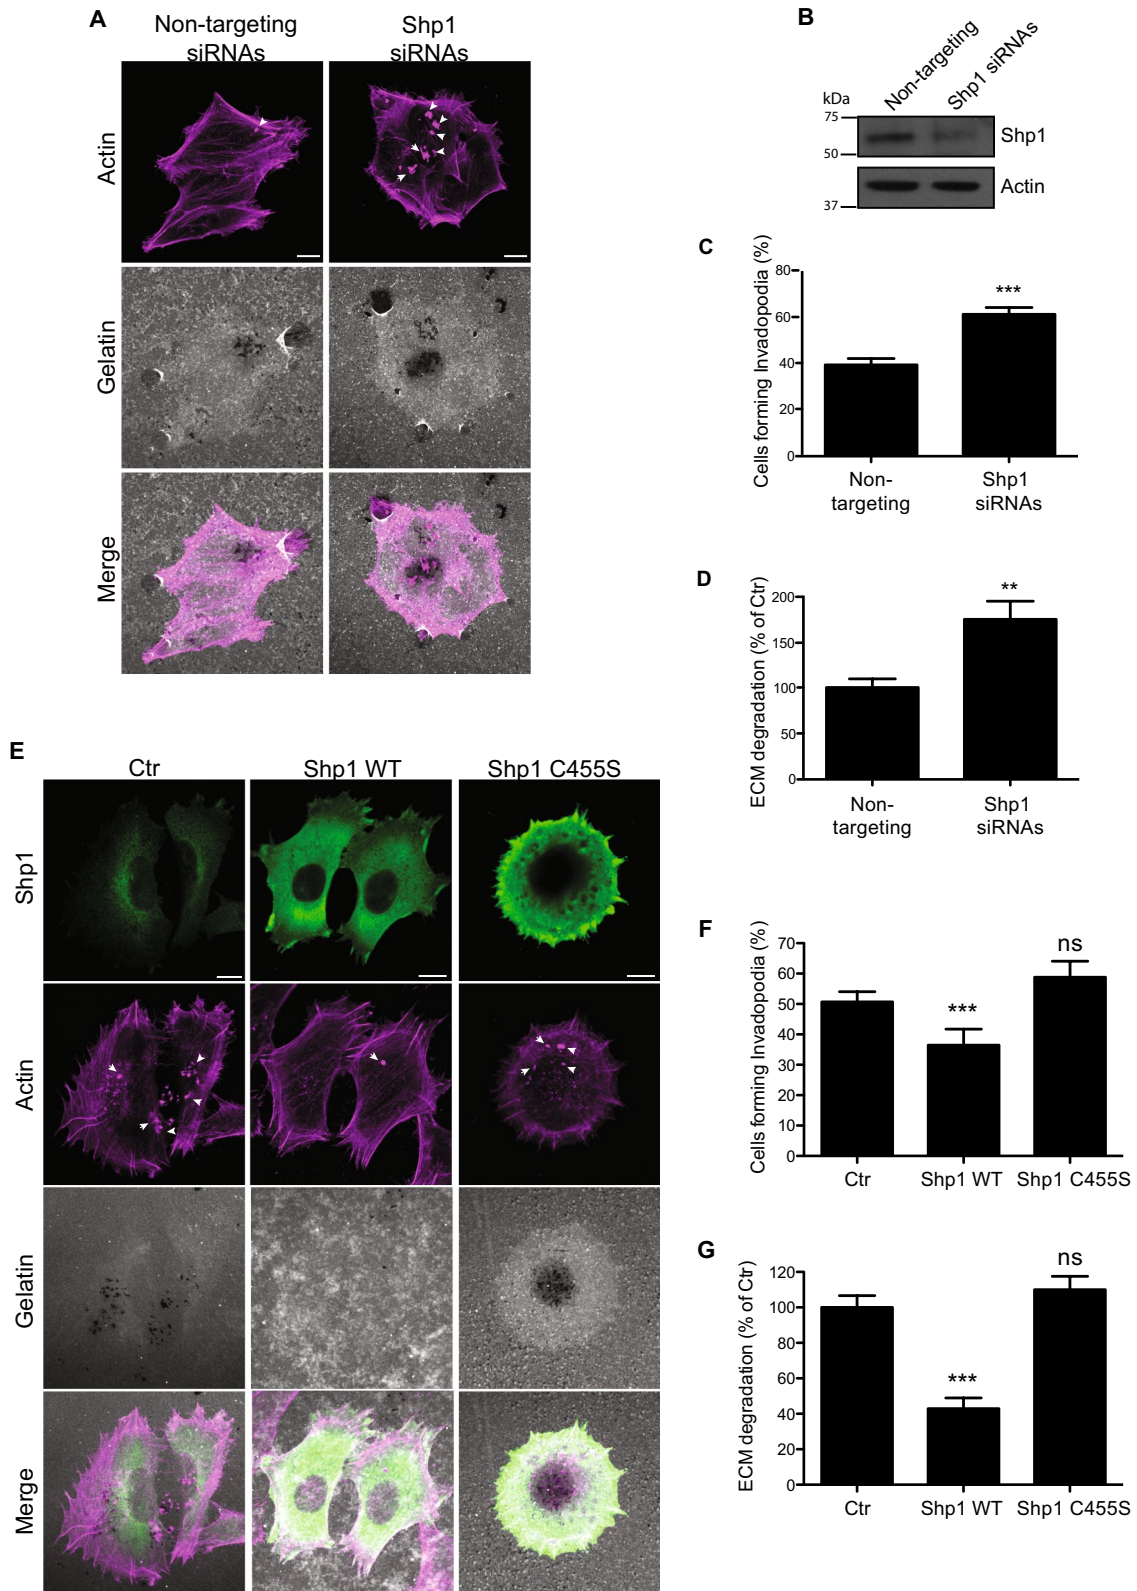 A
Non-targeting
siRNAs
Shp1
siRNAs
Actin
Gelatin
Merge
B
Non-targeting
Shp1 siRNAs
kDa
75
50
37
Shp1
Actin
C
Cells forming Invadopodia (%)
80
60
40
20
0
***
Non-
targeting
Shp1
siRNAs
D
ECM degradation (% of Ctr)
200
150
100
50
0
**
Non-
targeting
Shp1
siRNAs
E
Ctr
Shp1 WT
Shp1 C455S
Shp1
Actin
Gelatin
Merge
F
Cells forming Invadopodia (%)
70
60
50
40
30
20
10
0
***
ns
Ctr
Shp1 WT
Shp1 C455S
G
ECM degradation (% of Ctr)
120
100
80
60
40
20
0
***
ns
Ctr
Shp1 WT
Shp1 C455S